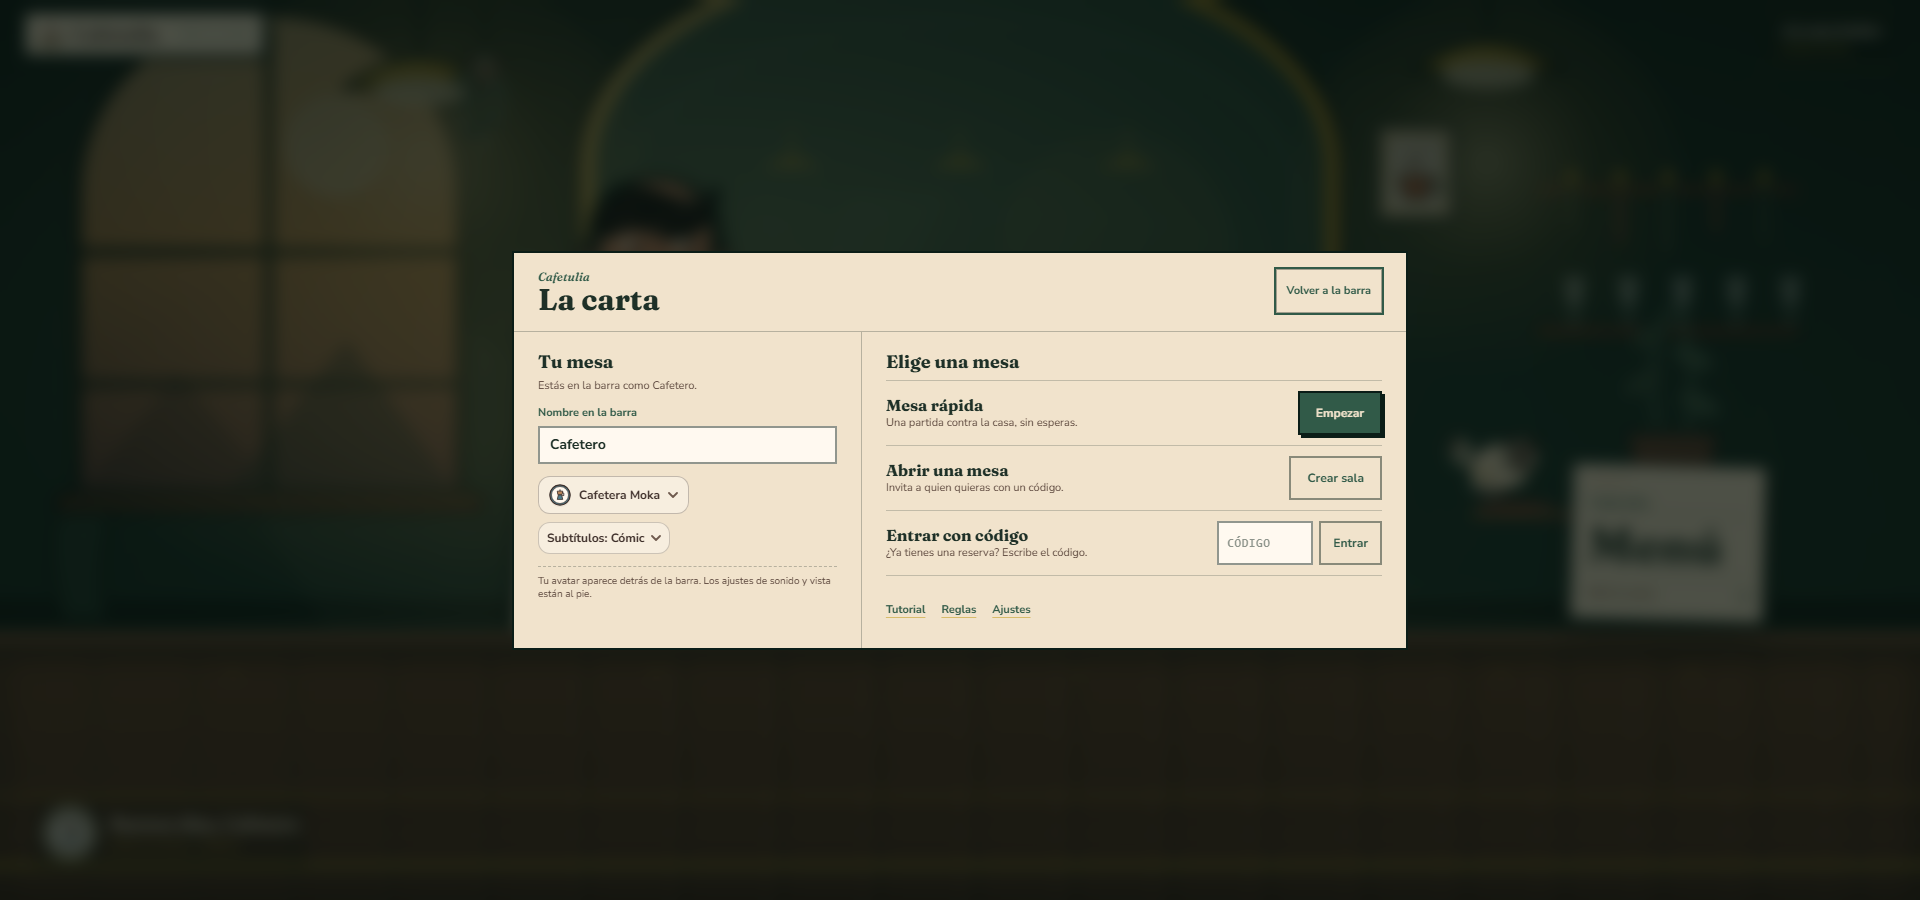 Cafetulia
La carta
Volver a la barra
Tu mesa
Estás en la barra como Cafetero.
Nombre en la barra
Cafetero
Cafetera Moka
Subtítulos: Cómic
Tu avatar aparece detrás de la barra. Los ajustes de sonido y vista
están al pie.
Elige una mesa
Mesa rápida
Una partida contra la casa, sin esperas.
Empezar
Abrir una mesa
Invita a quien quieras con un código.
Crear sala
Entrar con código
¿Ya tienes una reserva? Escribe el código.
CÓDIGO
Entrar
Tutorial
Reglas
Ajustes
Menú